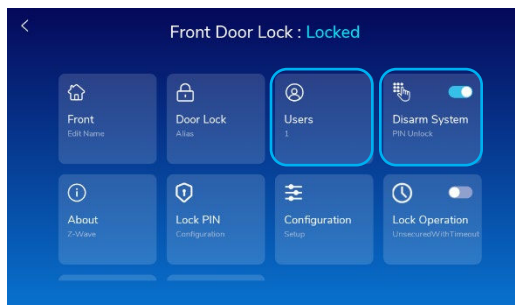 Front Door Lock : Locked
Front
Edit Name
Door Lock
Alias
Users
1
Disarm System
PIN Unlock
About
Z-Wave
Lock PIN
Configuration
Configuration
Setup
Lock Operation
UnsecuredWithTimeout